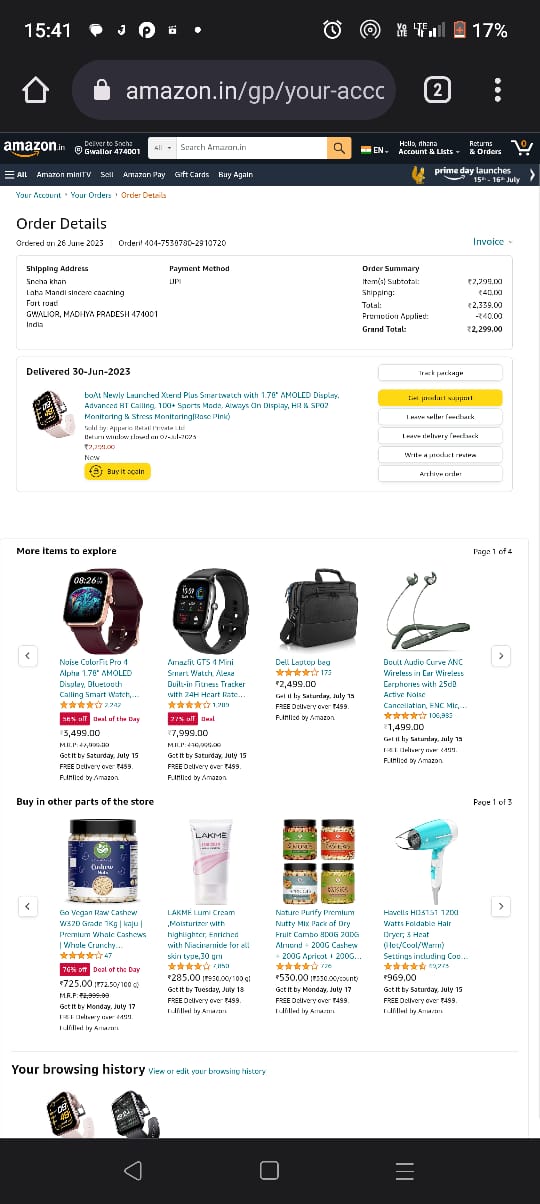 15:41
Vo LTE LTE 17%
amazon.in/gp/your-acco
2
amazon.in
Deliver to Sneha
Gwalior 474001
All
Search Amazon.in
EN
Hello, rihana
Account & Lists
Returns
& Orders
0
All Amazon miniTV Sell Amazon Pay Gift Cards Buy Again
prime day launches
15th - 16th July
Your Account › Your Orders › Order Details
Order Details
Ordered on 26 June 2023 | Order# 404-7538780-2910720
Invoice
Shipping Address
Sneha khan
Loha Mandi sincere coaching
Fort road
GWALIOR, MADHYA PRADESH 474001
India
Payment Method
UPI
Order Summary
Item(s) Subtotal: ₹2,299.00
Shipping: ₹40.00
Total: ₹2,339.00
Promotion Applied: -₹40.00
Grand Total: ₹2,299.00
Delivered 30-Jun-2023
boAt Newly Launched Xtend Plus Smartwatch with 1.78" AMOLED Display,
Advanced BT Calling, 100+ Sports Mode, Always On Display, HR & SPO2
Monitoring & Stress Monitoring(Rose Pink)
Sold by: Appario Retail Private Ltd
Return window closed on 07-Jul-2023
₹2,299.00
New
Buy it again
Track package
Get product support
Leave seller feedback
Leave delivery feedback
Write a product review
Archive order
More items to explore
Page 1 of 4
Noise ColorFit Pro 4
Alpha 1.78" AMOLED
Display, Bluetooth
Calling Smart Watch,...
2,242
56% off Deal of the Day
₹3,499.00
M.R.P: ₹7,999.00
Get it by Saturday, July 15
FREE Delivery over ₹499.
Fulfilled by Amazon.
Amazfit GTS 4 Mini
Smart Watch, Alexa
Built-in Fitness Tracker
with 24H Heart Rate...
1,289
27% off Deal
₹7,999.00
M.R.P: ₹10,999.00
Get it by Saturday, July 15
FREE Delivery over ₹499.
Fulfilled by Amazon.
Dell Laptop bag
175
₹2,499.00
Get it by Saturday, July 15
FREE Delivery over ₹499.
Fulfilled by Amazon.
Boult Audio Curve ANC
Wireless in Ear Wireless
Earphones with 25dB
Active Noise
Cancellation, ENC Mic,...
106,985
₹1,499.00
Get it by Saturday, July 15
FREE Delivery over ₹499.
Fulfilled by Amazon.
Buy in other parts of the store
Page 1 of 3
Cashew
Nuts
Go Vegan Raw Cashew
W320 Grade 1Kg | kaju |
Premium Whole Cashews
| Whole Crunchy...
47
76% off Deal of the Day
₹725.00 (₹72.50/100 g)
M.R.P: ₹2,999.00
Get it by Monday, July 17
FREE Delivery over ₹499.
Fulfilled by Amazon.
LAKMÉ
LAKMÉ Lumi Cream
,Moisturizer with
highlighter, Enriched
with Niacinamide for all
skin type,30 gm
7,850
₹285.00 (₹950.00/100 g)
Get it by Tuesday, July 18
FREE Delivery over ₹499.
Fulfilled by Amazon.
ALMONDS
CASHEWS
APRICOT
Nature Purify Premium
Nutty Mix Pack of Dry
Fruit Combo 800G 200G
Almond + 200G Cashew
+ 200G Apricot + 200G...
726
₹530.00 (₹530.00/count)
Get it by Monday, July 17
FREE Delivery over ₹499.
Fulfilled by Amazon.
Havells HD3151 1200
Watts Foldable Hair
Dryer; 3 Heat
(Hot/Cool/Warm)
Settings including Coo...
9,273
₹969.00
Get it by Saturday, July 15
FREE Delivery over ₹499.
Fulfilled by Amazon.
Your browsing history View or edit your browsing history